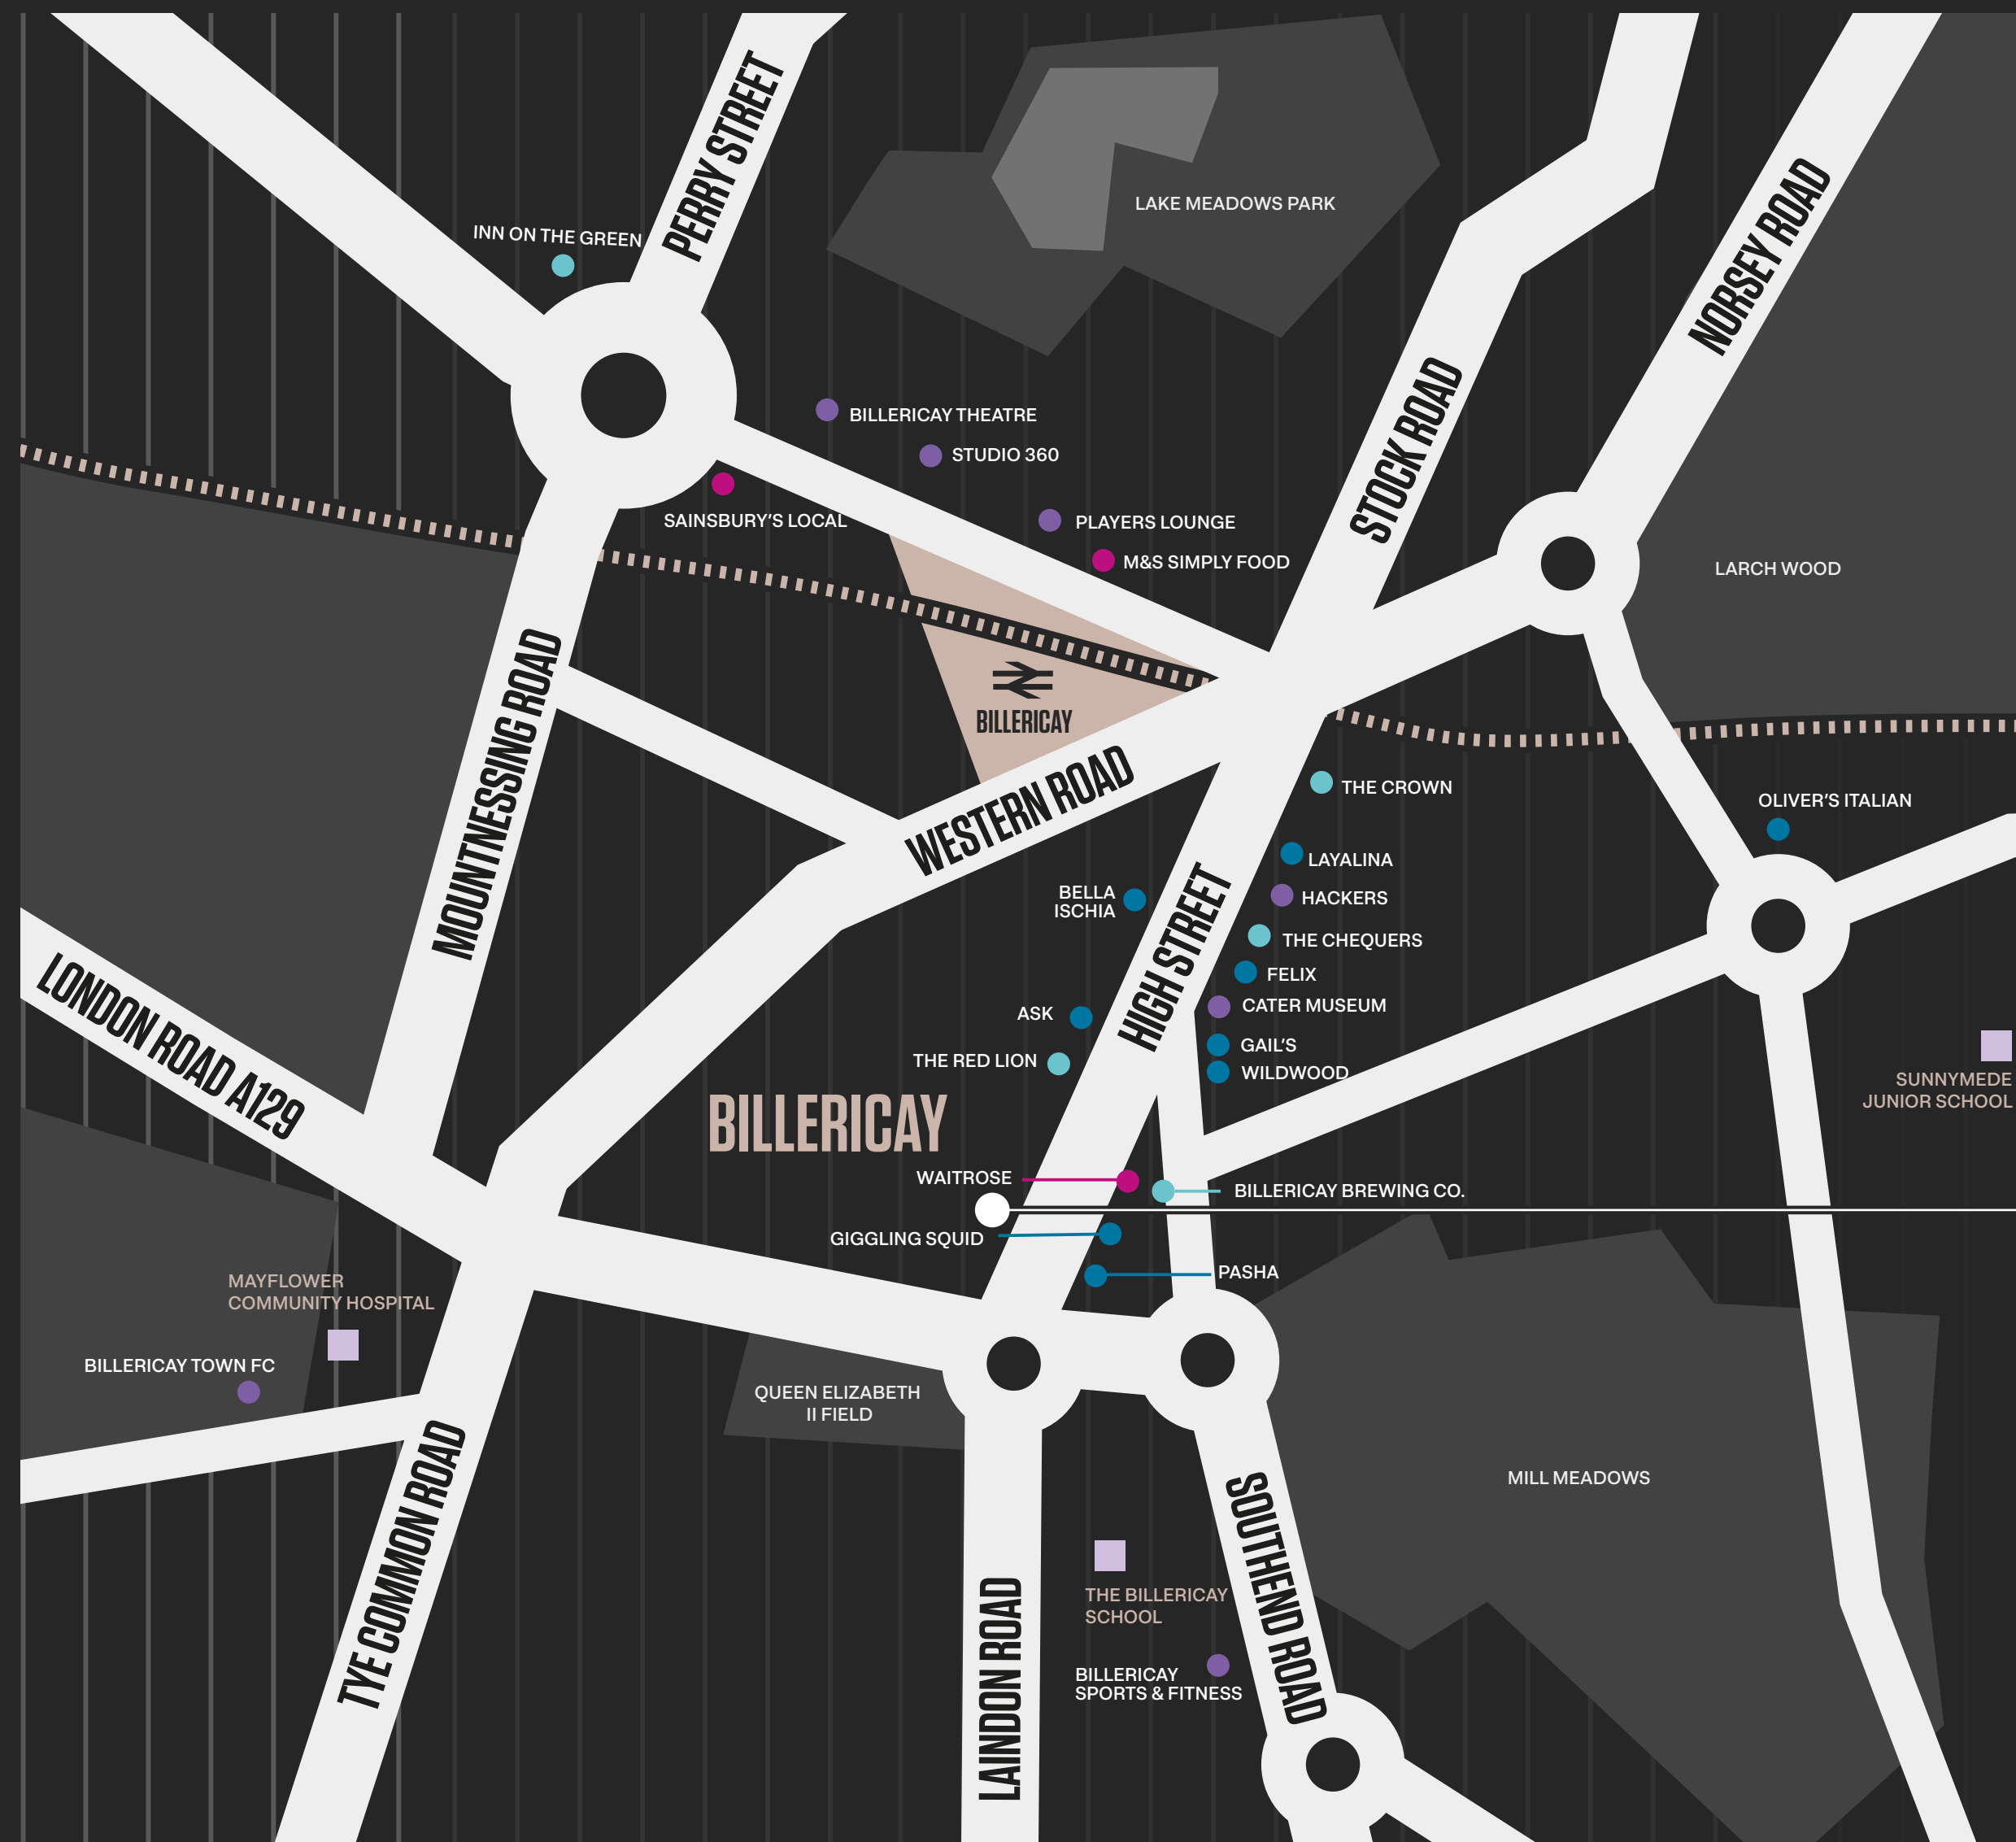 PERRY STREET
INN ON THE GREEN
LAKE MEADOWS PARK
NORSEY ROAD
STOCK ROAD
BILLERICAY THEATRE
STUDIO 360
SAINSBURY'S LOCAL
PLAYERS LOUNGE
M&S SIMPLY FOOD
LARCH WOOD
BILLERICAY
MOUNTNESSING ROAD
WESTERN ROAD
THE CROWN
OLIVER'S ITALIAN
LAYALINA
BELLA
ISCHIA
HACKERS
THE CHEQUERS
HIGH STREET
FELIX
CATER MUSEUM
ASK
GAIL'S
THE RED LION
WILDWOOD
LONDON ROAD A129
SUNNYMEDE
JUNIOR SCHOOL
BILLERICAY
WAITROSE
BILLERICAY BREWING CO.
GIGGLING SQUID
PASHA
MAYFLOWER
COMMUNITY HOSPITAL
BILLERICAY TOWN FC
QUEEN ELIZABETH
II FIELD
MILL MEADOWS
TYE COMMON ROAD
SOUTHEND ROAD
LAINDON ROAD
THE BILLERICAY
SCHOOL
BILLERICAY
SPORTS & FITNESS